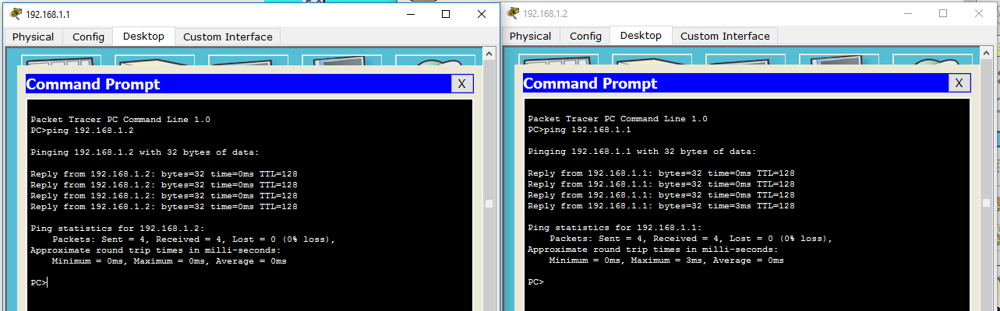 192.168.1.1
Physical Config Desktop Custom Interface
Command Prompt X
Packet Tracer PC Command Line 1.0
PC>ping 192.168.1.2
Pinging 192.168.1.2 with 32 bytes of data:
Reply from 192.168.1.2: bytes=32 time=0ms TTL=128
Reply from 192.168.1.2: bytes=32 time=0ms TTL=128
Reply from 192.168.1.2: bytes=32 time=0ms TTL=128
Reply from 192.168.1.2: bytes=32 time=0ms TTL=128
Ping statistics for 192.168.1.2:
Packets: Sent = 4, Received = 4, Lost = 0 (0% loss),
Approximate round trip times in milli-seconds:
Minimum = 0ms, Maximum = 0ms, Average = 0ms
PC>
192.168.1.2
Physical Config Desktop Custom Interface
Command Prompt X
Packet Tracer PC Command Line 1.0
PC>ping 192.168.1.1
Pinging 192.168.1.1 with 32 bytes of data:
Reply from 192.168.1.1: bytes=32 time=0ms TTL=128
Reply from 192.168.1.1: bytes=32 time=0ms TTL=128
Reply from 192.168.1.1: bytes=32 time=0ms TTL=128
Reply from 192.168.1.1: bytes=32 time=3ms TTL=128
Ping statistics for 192.168.1.1:
Packets: Sent = 4, Received = 4, Lost = 0 (0% loss),
Approximate round trip times in milli-seconds:
Minimum = 0ms, Maximum = 3ms, Average = 0ms
PC>